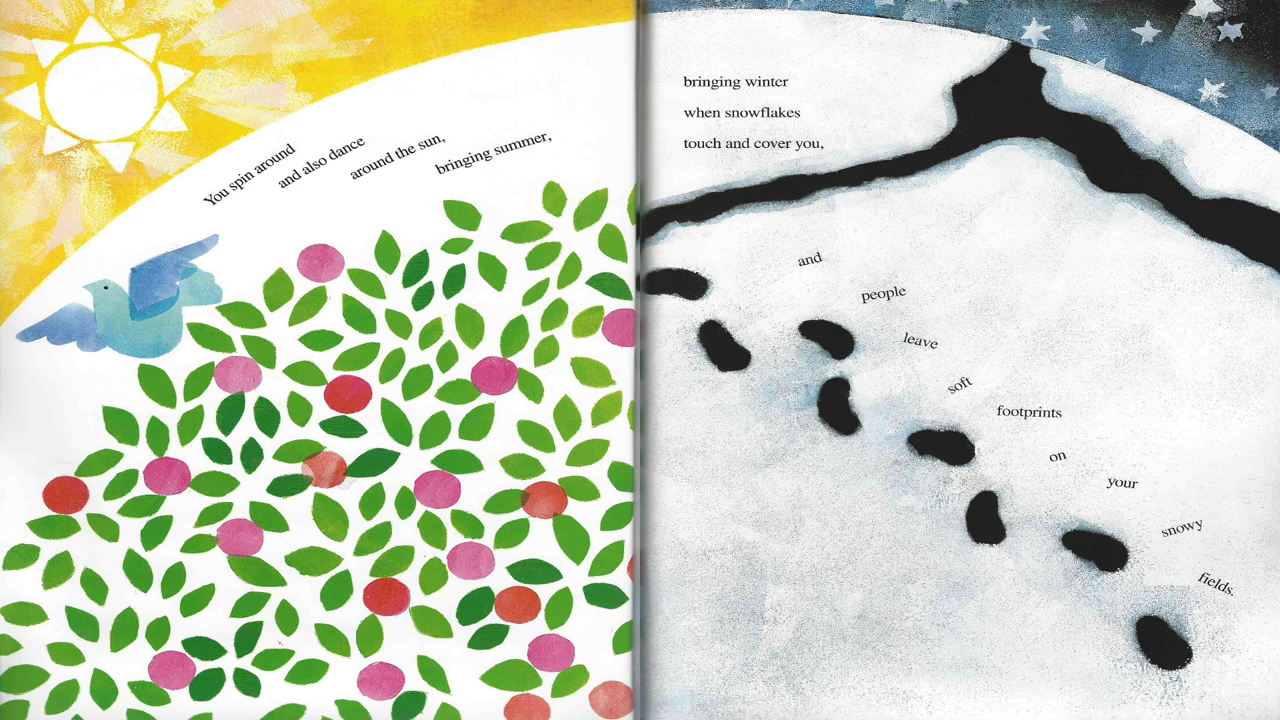 You spin around
and also dance
around the sun,
bringing summer,
bringing winter
when snowflakes
touch and cover you,
and
people
leave
soft
footprints
on
your
snowy
fields.